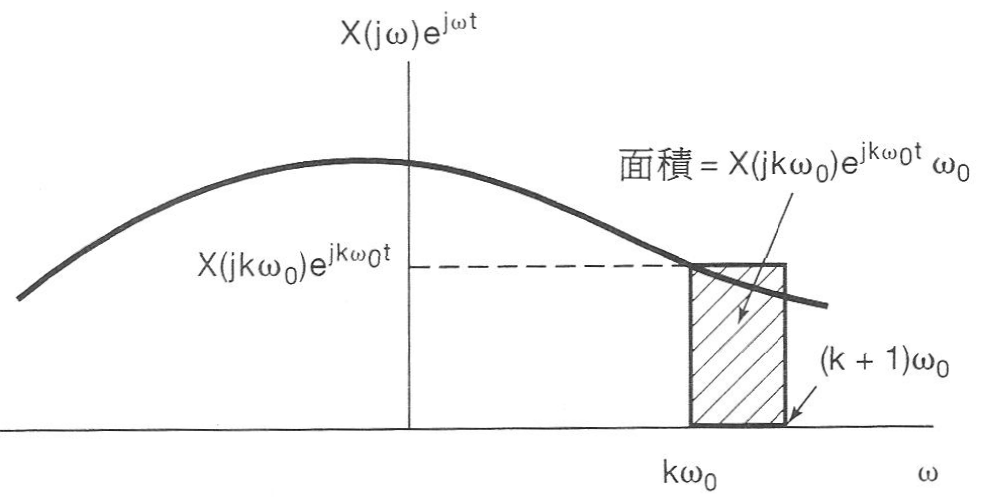 X(jω)e^{jωt}
面積 = X(jkω₀)e^{jkω₀t} ω₀
X(jkω₀)e^{jkω₀t}
(k + 1)ω₀
kω₀
ω